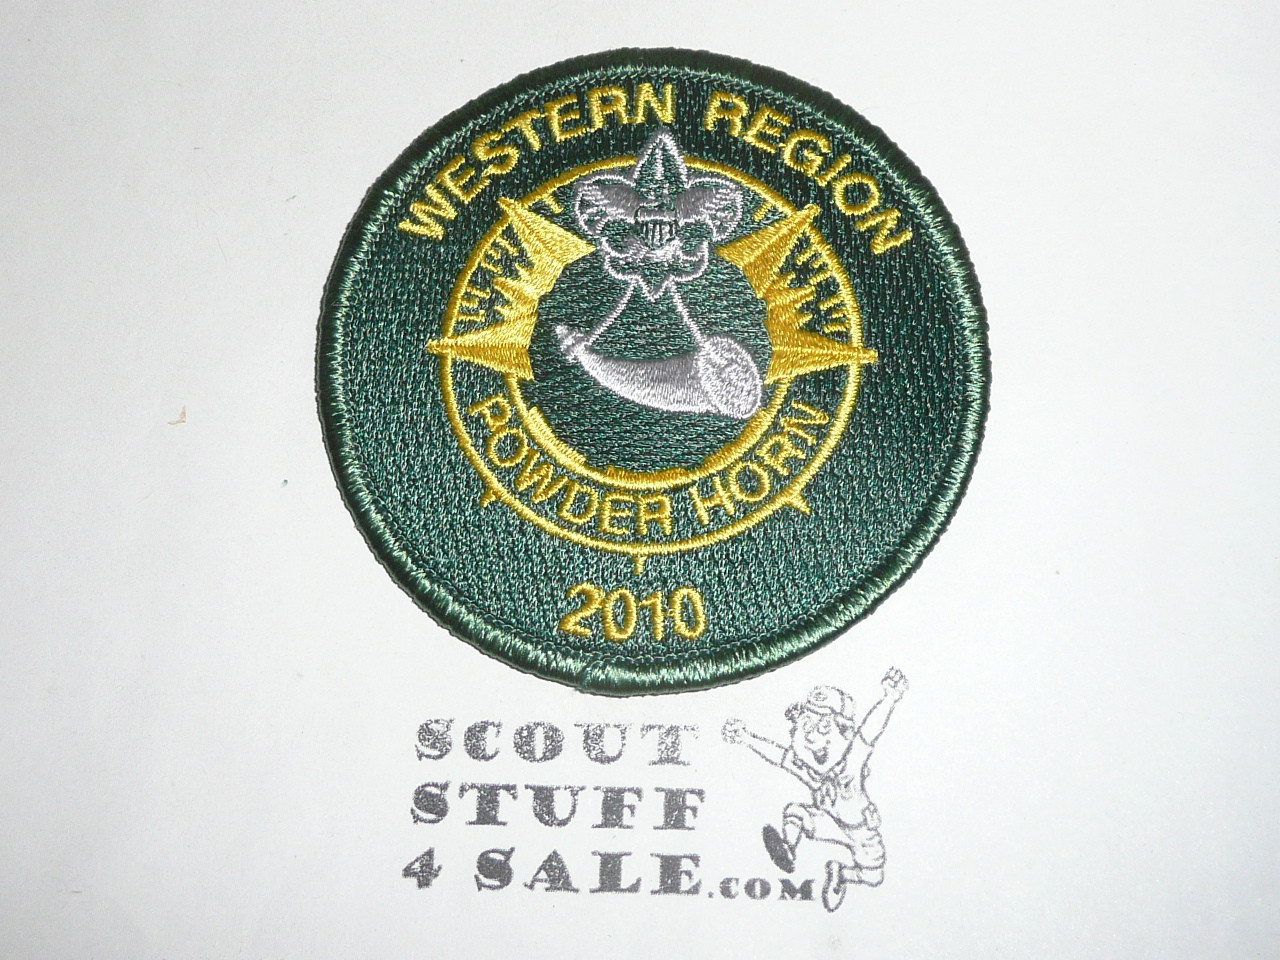 WESTERN REGION
POWDER HORN
2010
SCOUT
STUFF
4 SALE.COM